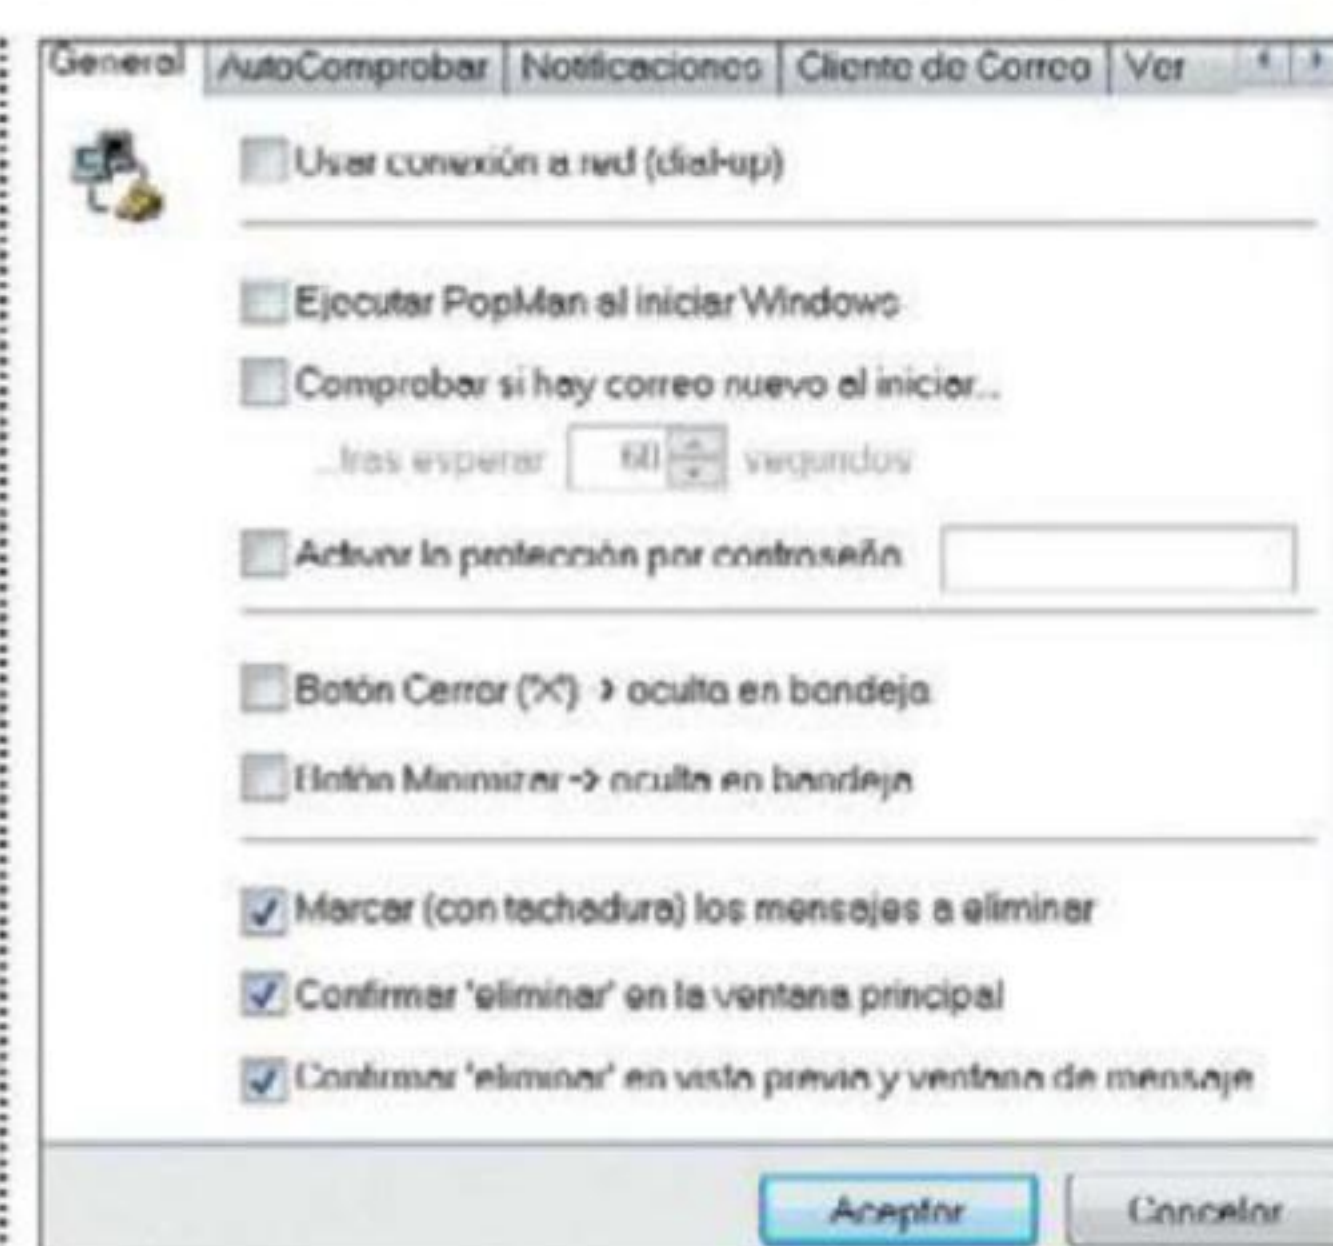 General AutoComprobar Notificaciones Cliente de Correo Ver
Usar conexión a red (dial-up)
Ejecutar PopMan al iniciar Windows
Comprobar si hay correo nuevo al iniciar...
...tras esperar 60 segundos
Activar la protección por contraseña
Botón Cerrar ('X') -> oculta en bandeja
Botón Minimizar -> oculta en bandeja
Marcar (con tachadura) los mensajes a eliminar
Confirmar 'eliminar' en la ventana principal
Confirmar 'eliminar' en vista previa y ventana de mensaje
Aceptar Cancelar